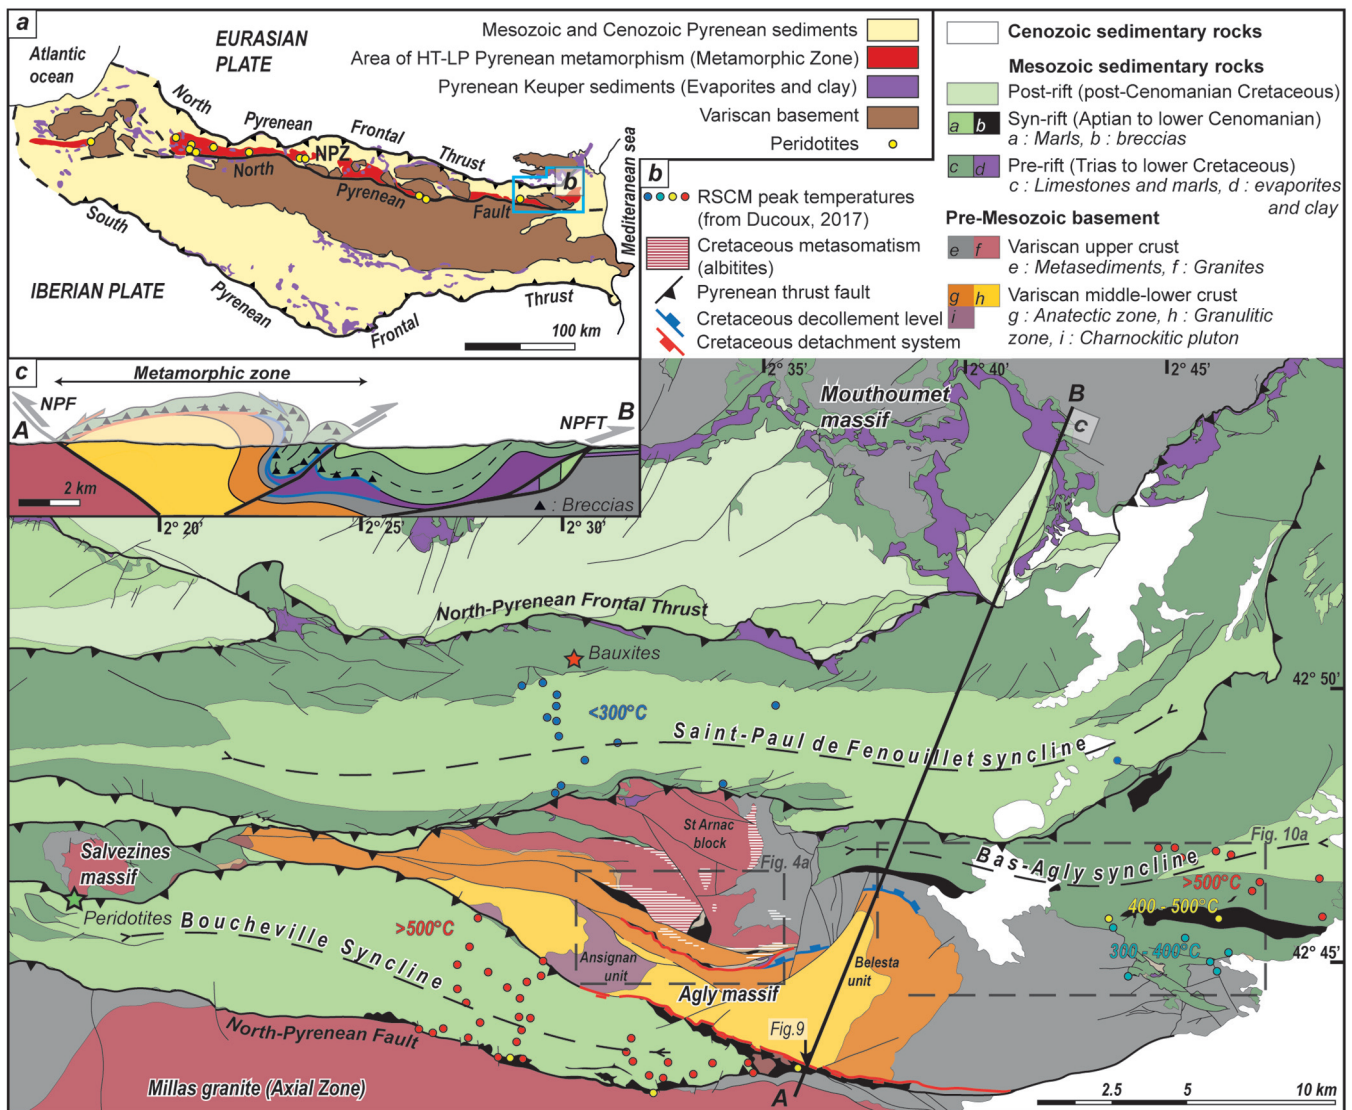 a
EURASIAN
PLATE
Atlantic
ocean
North
Pyrenean
Frontal
Thrust
NPZ
North
Pyrenean
Fault
b
Mediteranean sea
South
Pyrenean
Frontal
Thrust
IBERIAN PLATE
100 km
Mesozoic and Cenozoic Pyrenean sediments
Area of HT-LP Pyrenean metamorphism (Metamorphic Zone)
Pyrenean Keuper sediments (Evaporites and clay)
Variscan basement
Peridotites
b
RSCM peak temperatures
(from Ducoux, 2017)
Cretaceous metasomatism
(albitites)
Pyrenean thrust fault
Cretaceous decollement level
Cretaceous detachment system
Cenozoic sedimentary rocks
Mesozoic sedimentary rocks
Post-rift (post-Cenomanian Cretaceous)
a b Syn-rift (Aptian to lower Cenomanian)
a : Marls, b : breccias
c d Pre-rift (Trias to lower Cretaceous)
c : Limestones and marls, d : evaporites
and clay
Pre-Mesozoic basement
e f Variscan upper crust
e : Metasediments, f : Granites
g h Variscan middle-lower crust
i g : Anatectic zone, h : Granulitic
zone, i : Charnockitic pluton
c
Metamorphic zone
NPF
A
NPFT
B
2 km
: Breccias
2° 20'
2° 25'
2° 30'
2° 35'
2° 40'
2° 45'
Mouthoumet
massif
B
c
North-Pyrenean Frontal Thrust
Bauxites
42° 50'
<300°C
Saint-Paul de Fenouillet syncline
St Arnac
block
Fig. 4a
Fig. 10a
Salvezines
massif
Bas-Agly syncline
>500°C
Peridotites
400 - 500°C
Boucheville Syncline
>500°C
300 - 400°C
42° 45'
Ansignan
unit
Belesta
unit
Agly massif
North-Pyrenean Fault
Fig.9
Millas granite (Axial Zone)
A
2.5
5
10 km